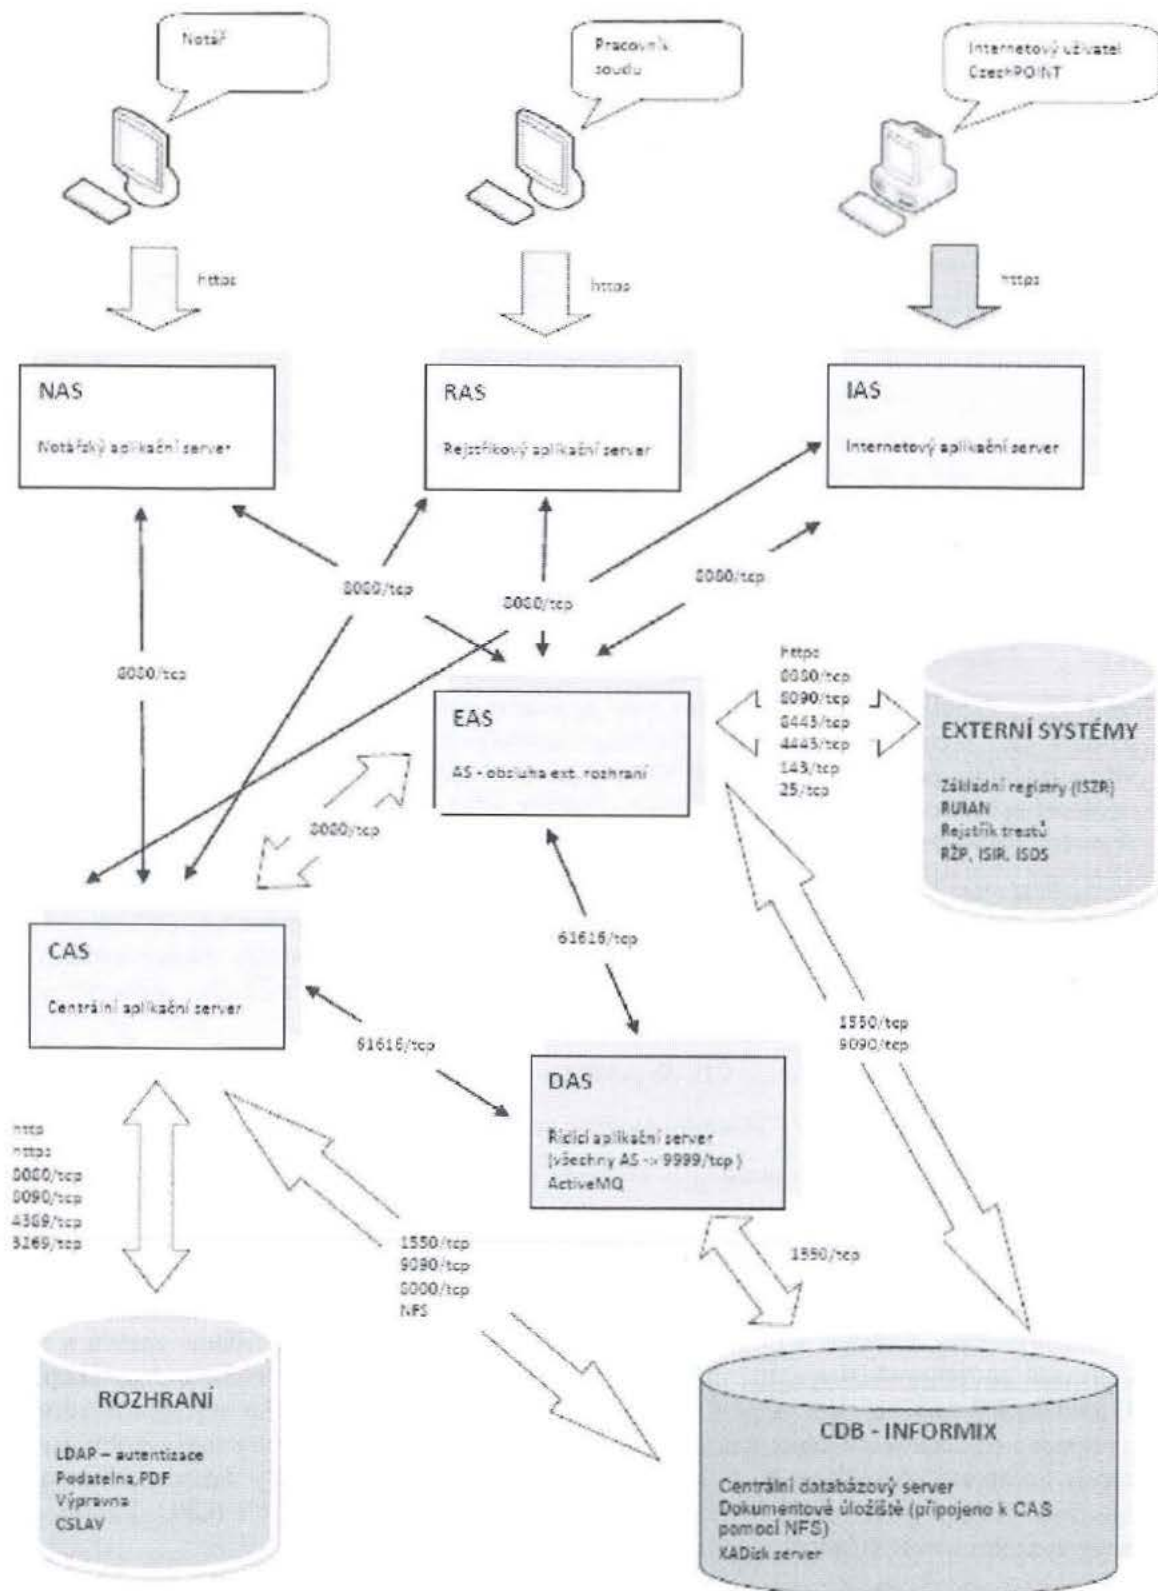 Notář
Pracovník
soudu
Internetový uživatel
CzechPOINT
https
https
https
NAS
Notářský aplikační server
RAS
Rejstříkový aplikační server
IAS
Internetový aplikační server
8080/tcp
8080/tcp
8080/tcp
8080/tcp
EAS
AS - obsluha ext. rozhraní
https
8080/tcp
8090/tcp
8443/tcp
4443/tcp
143/tcp
25/tcp
EXTERNÍ SYSTÉMY
Základní registry (ISZR)
RUIAN
Rejstřík trestů
RŽP, ISIR, ISDS
8080/tcp
CAS
Centrální aplikační server
61616/tcp
61616/tcp
1550/tcp
9090/tcp
DAS
Řídící aplikační server
(všechny AS -> 9999/tcp )
ActiveMQ
http
https
8080/tcp
8090/tcp
4389/tcp
3269/tcp
1550/tcp
9090/tcp
8000/tcp
NFS
1550/tcp
ROZHRANÍ
LDAP – autentizace
Podatelna,PDF
Výpravna
CSLAV
CDB - INFORMIX
Centrální databázový server
Dokumentové úložiště (připojeno k CAS
pomocí NFS)
XADisk server